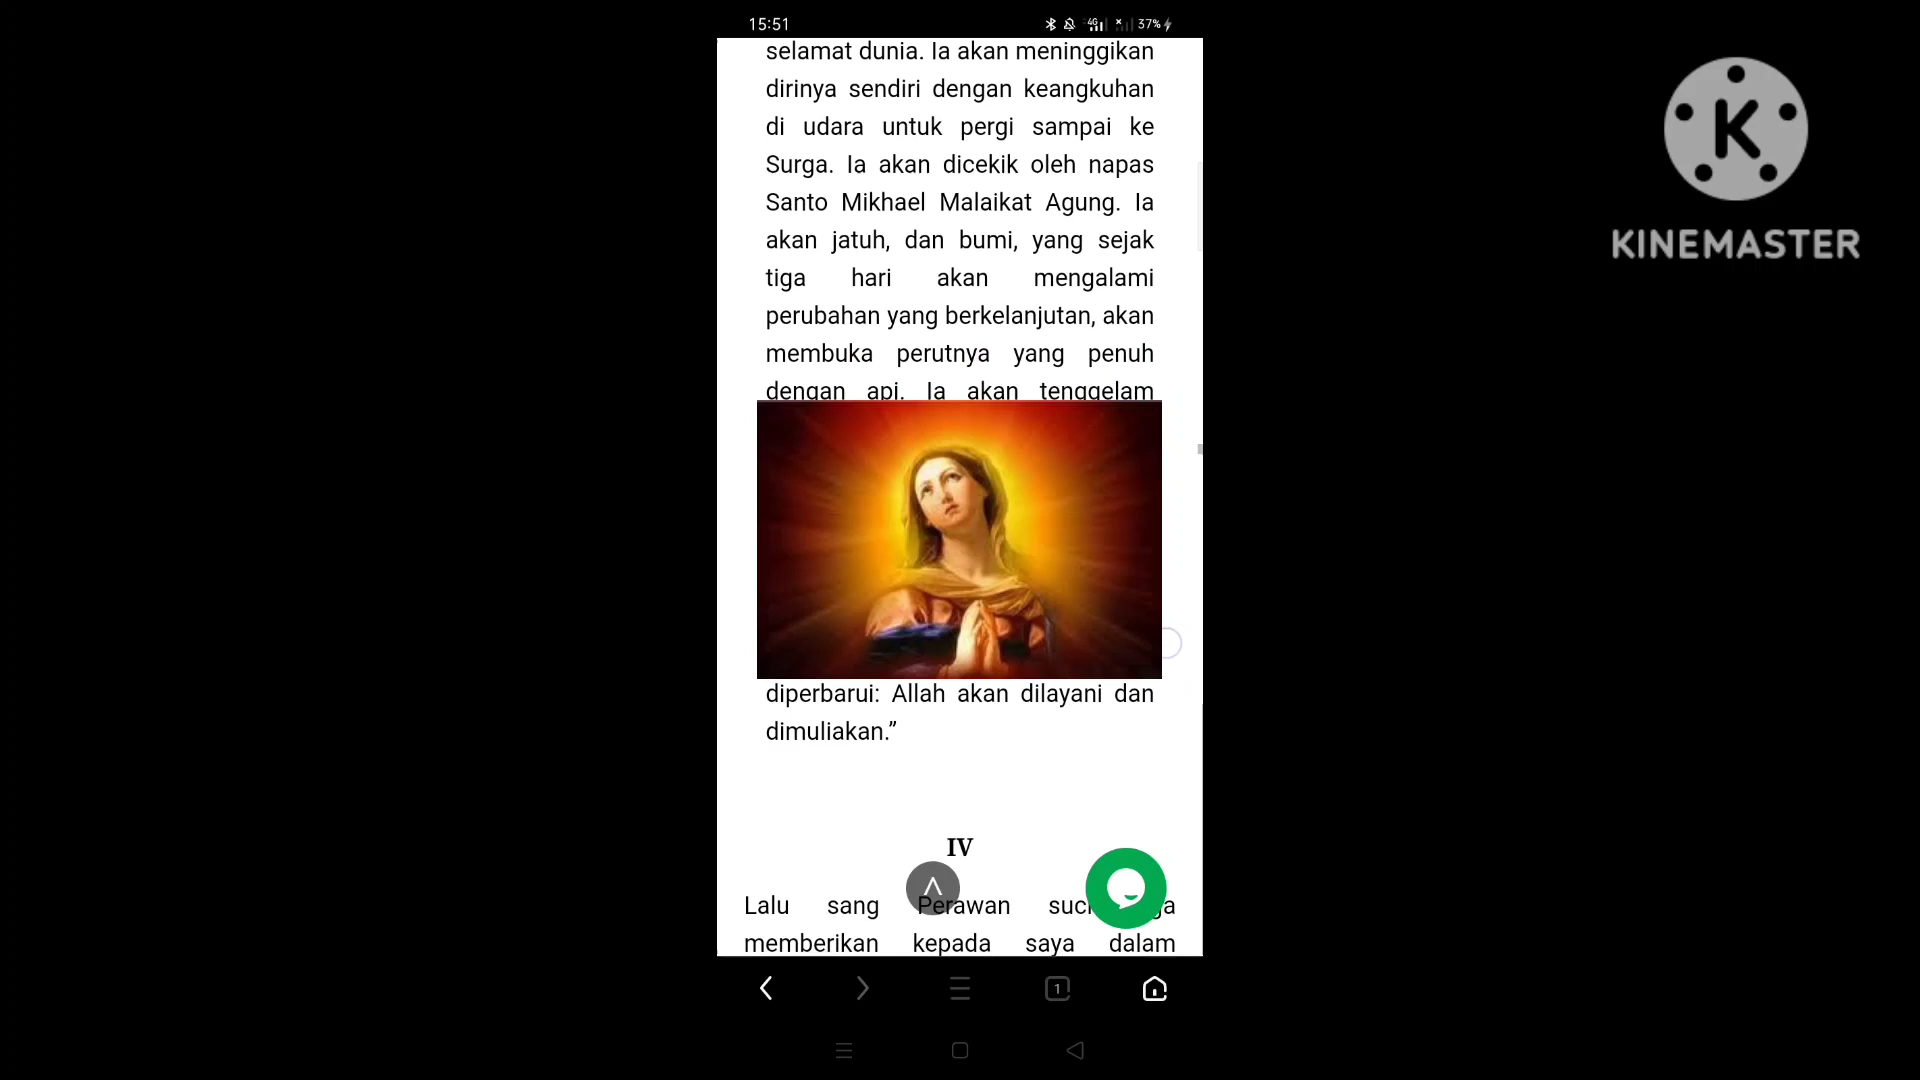 15:51
4G
37%
selamat dunia. Ia akan meninggikan
dirinya sendiri dengan keangkuhan
di udara untuk pergi sampai ke
Surga. Ia akan dicekik oleh napas
Santo Mikhael Malaikat Agung. Ia
akan jatuh, dan bumi, yang sejak
tiga hari akan mengalami
perubahan yang berkelanjutan, akan
membuka perutnya yang penuh
dengan api. Ia akan tenggelam
diperbarui: Allah akan dilayani dan
dimuliakan.”
IV
Lalu sang Perawan suci
memberikan kepada saya dalam
1
K
KINEMASTER